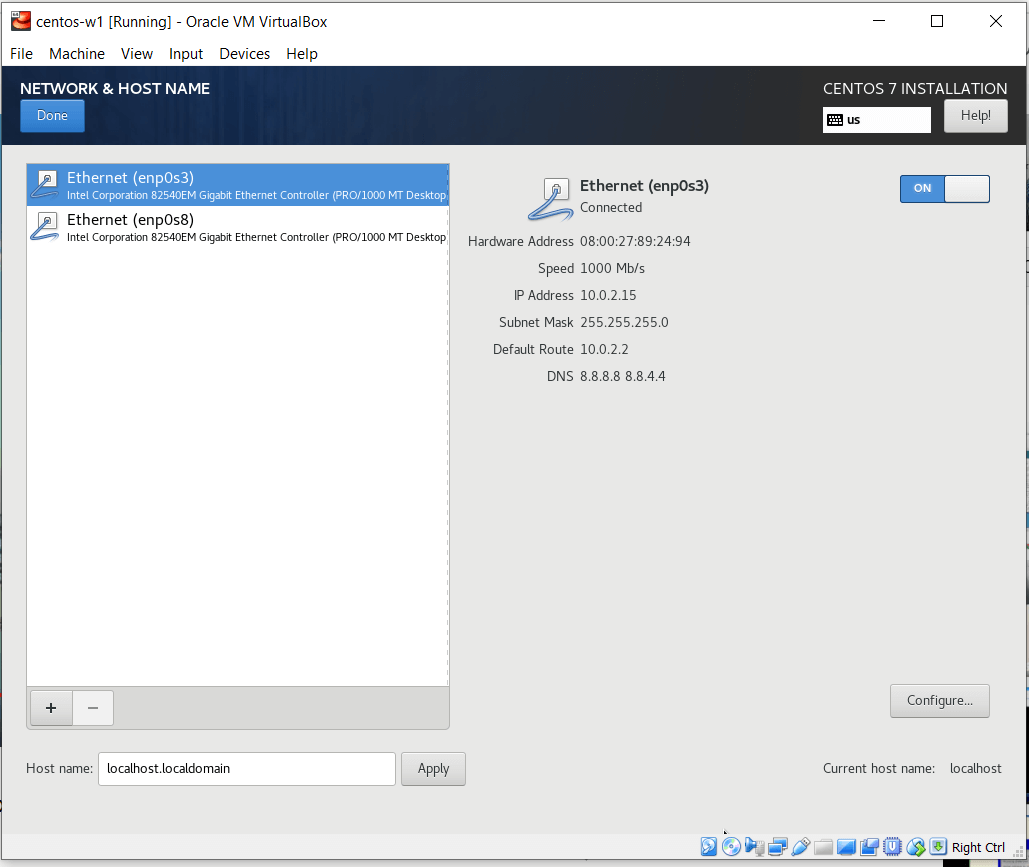 centos-w1 [Running] - Oracle VM VirtualBox
File Machine View Input Devices Help
NETWORK & HOST NAME
CENTOS 7 INSTALLATION
Done
us
Help!
Ethernet (enp0s3)
Intel Corporation 82540EM Gigabit Ethernet Controller (PRO/1000 MT Desktop
Ethernet (enp0s8)
Intel Corporation 82540EM Gigabit Ethernet Controller (PRO/1000 MT Desktop
Ethernet (enp0s3)
Connected
ON
Hardware Address 08:00:27:89:24:94
Speed 1000 Mb/s
IP Address 10.0.2.15
Subnet Mask 255.255.255.0
Default Route 10.0.2.2
DNS 8.8.8.8 8.8.4.4
+ −
Configure...
Host name: localhost.localdomain Apply
Current host name: localhost
Right Ctrl